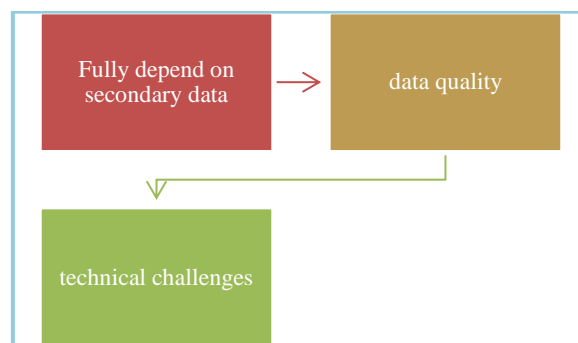 Fully depend on
secondary data
data quality
technical challenges